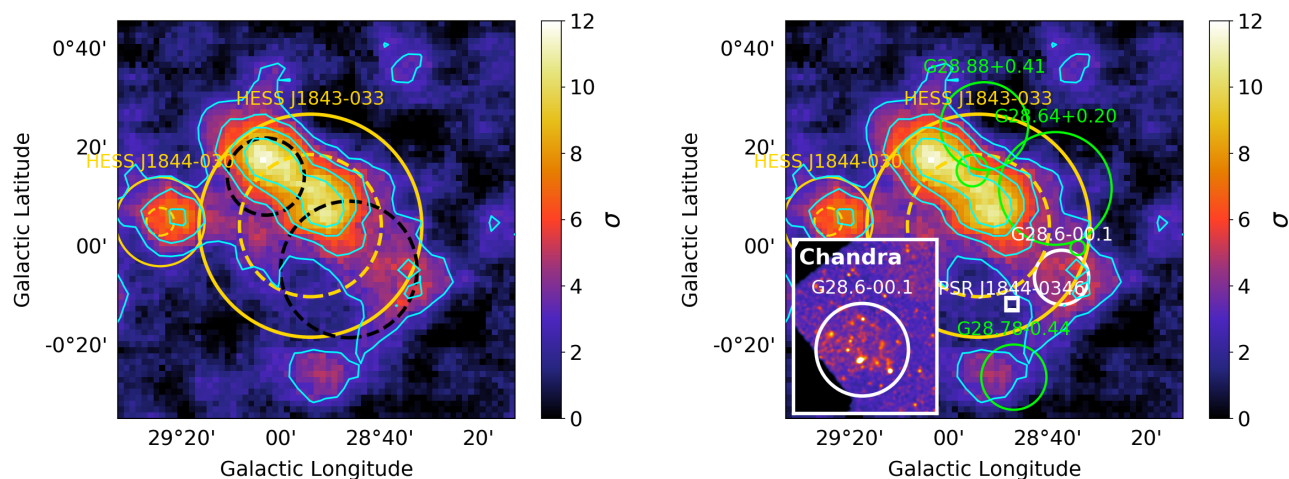 0°40'
20'
00'
-0°20'
Galactic Latitude
HESS J1843-033
HESS J1844-030
29°20'
00'
28°40'
20'
Galactic Longitude
12
10
8
6
4
2
0
σ
0°40'
20'
00'
-0°20'
Galactic Latitude
G28.88+0.41
HESS J1843-033
G28.64+0.20
HESS J1844-030
G28.6-00.1
Chandra
G28.6-00.1
PSR J1844-0346
G28.78-0.44
29°20'
00'
28°40'
20'
Galactic Longitude
12
10
8
6
4
2
0
σ